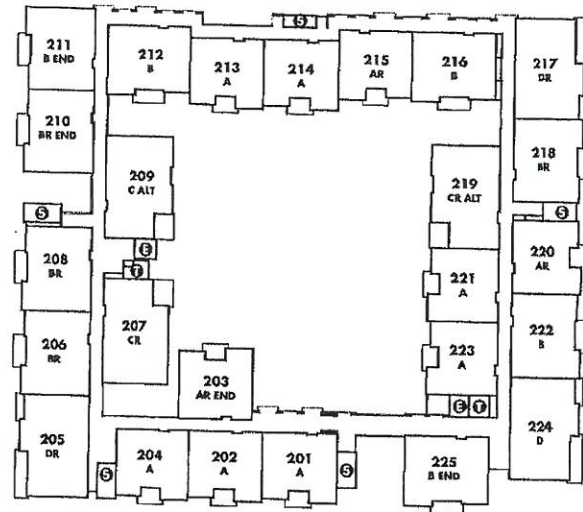 S
211
B END
212
B
213
A
214
A
215
AR
216
B
217
DR
210
BR END
218
BR
209
C ALT
219
CR ALT
S
S
E
T
208
BR
220
AR
221
A
207
CR
206
BR
222
B
223
A
203
AR END
E T
205
DR
224
D
S
204
A
202
A
201
A
S
225
B END